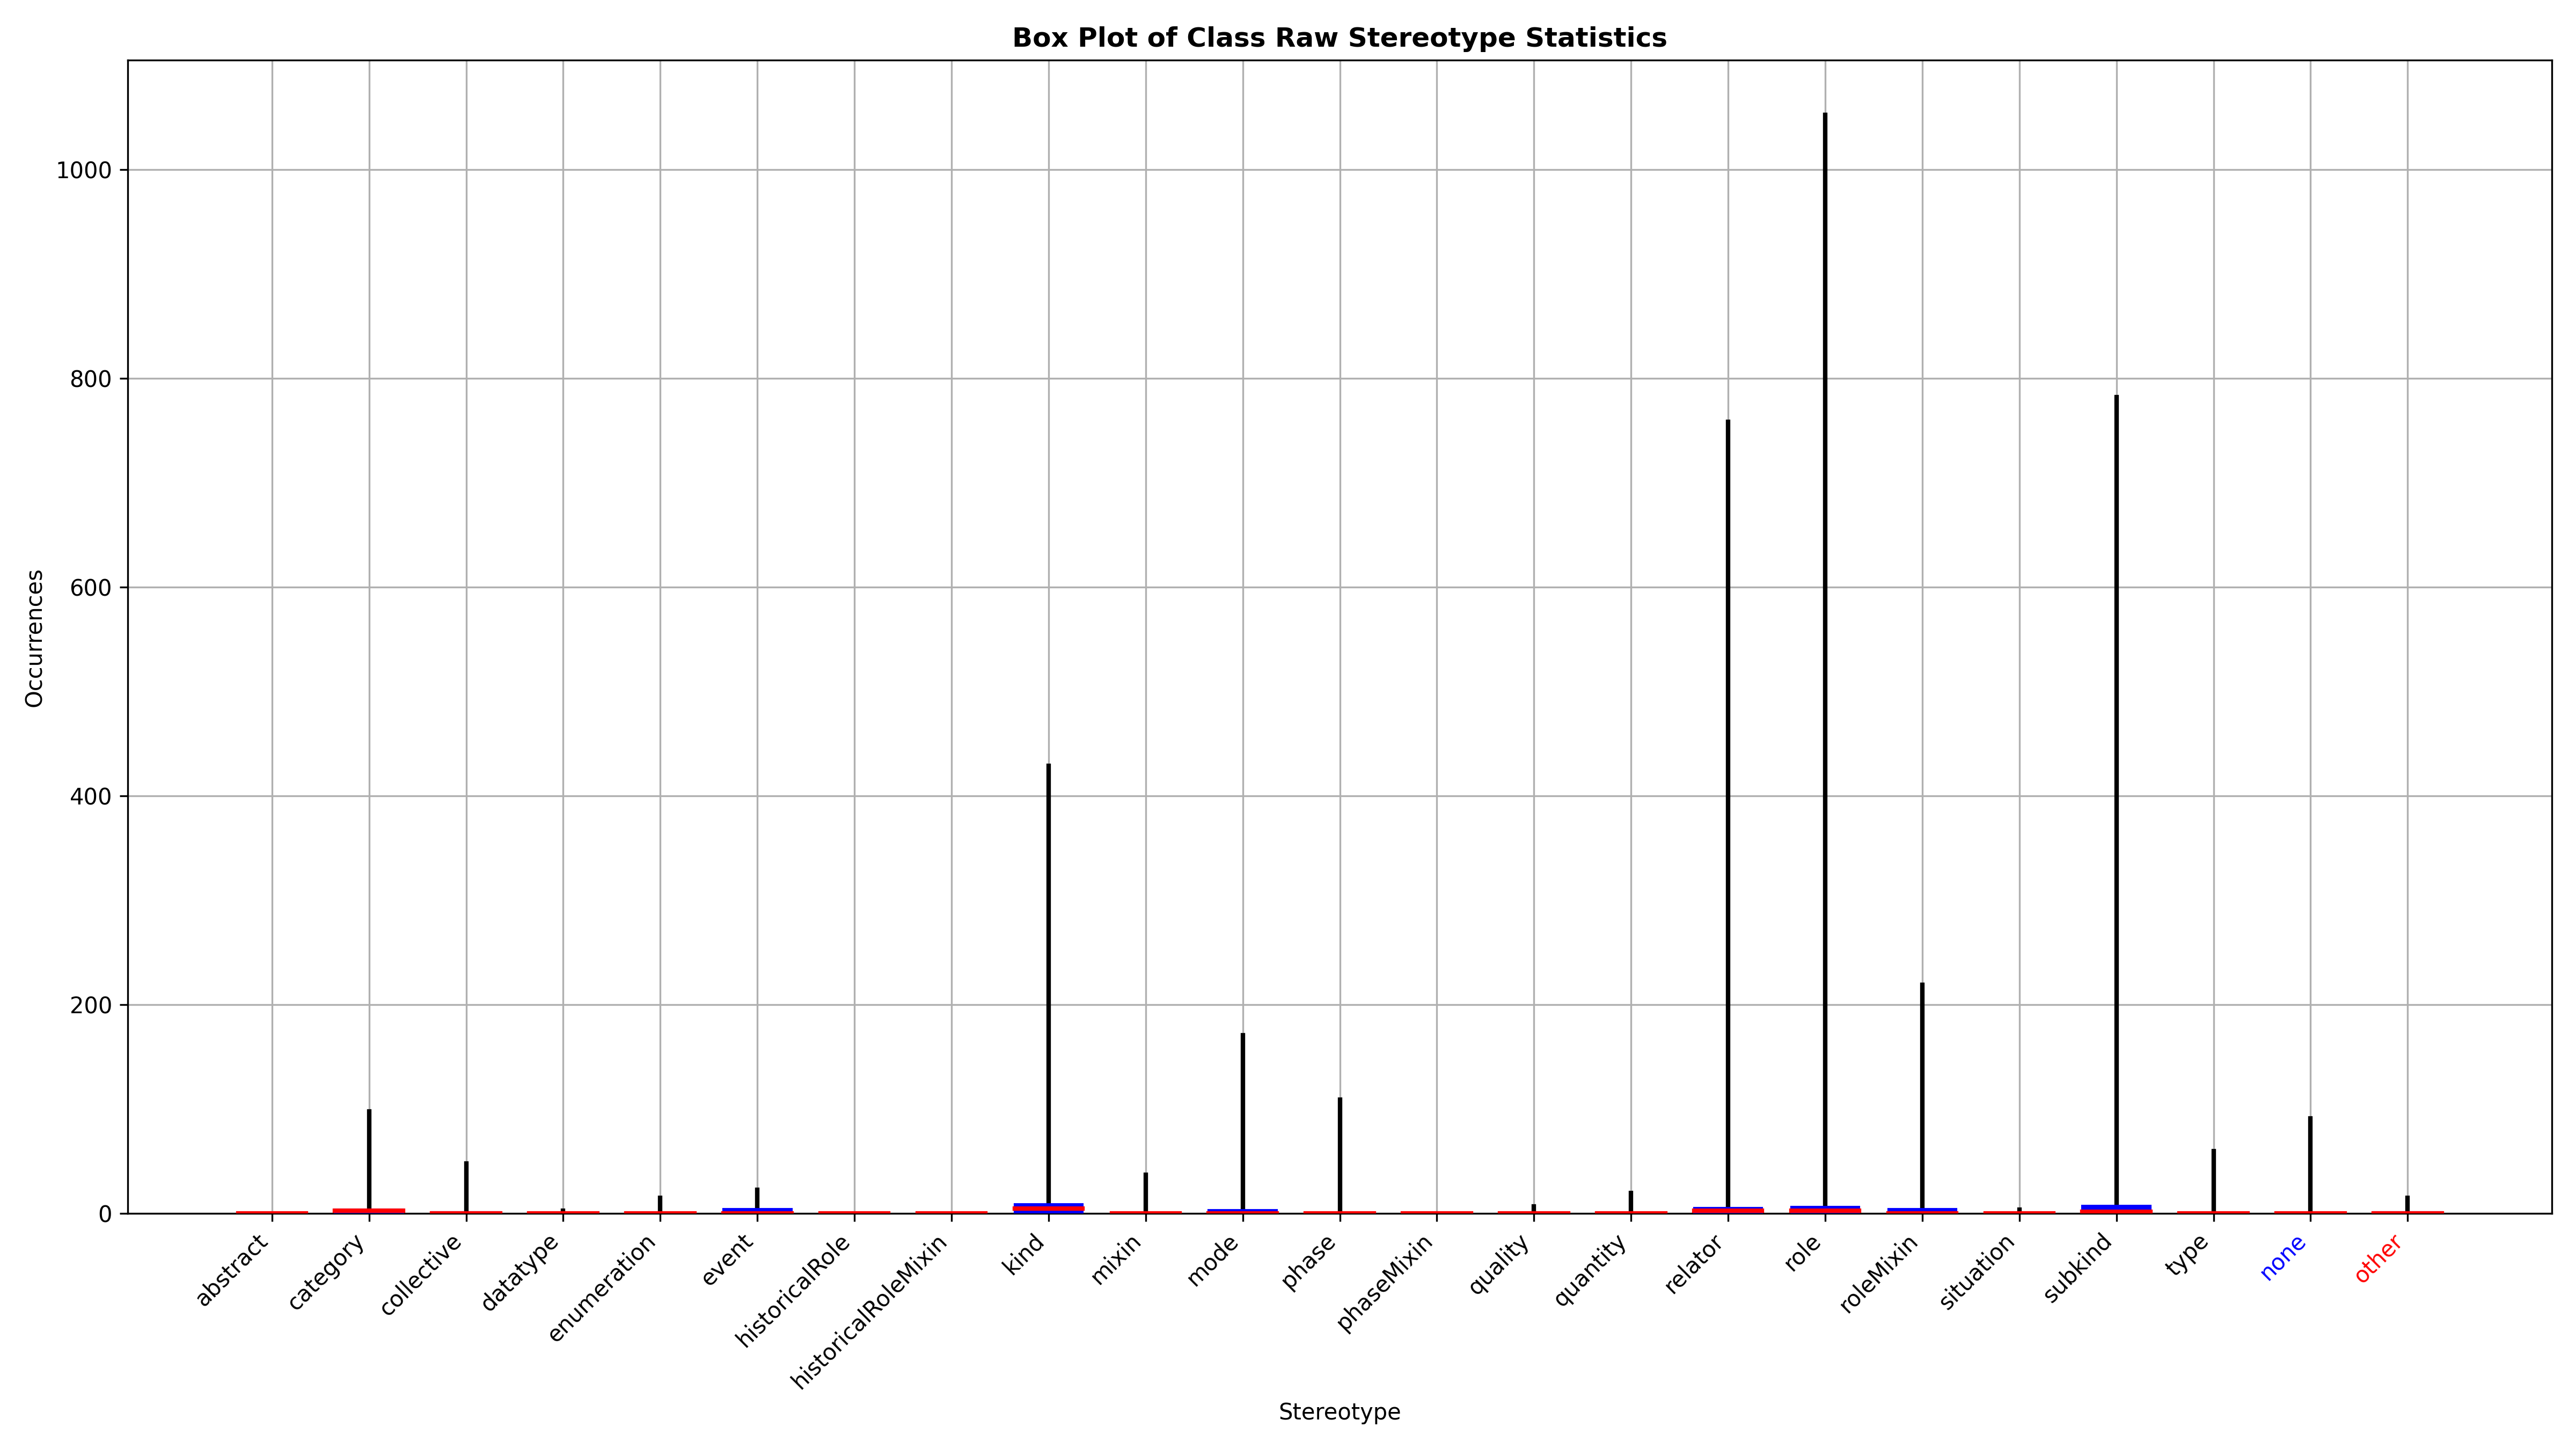 Box Plot of Class Raw Stereotype Statistics
1000
800
600
400
200
0
Occurrences
abstract
category
collective
datatype
enumeration
event
historicalRole
historicalRoleMixin
kind
mixin
mode
phase
phaseMixin
quality
quantity
relator
role
roleMixin
situation
subkind
type
none
other
Stereotype